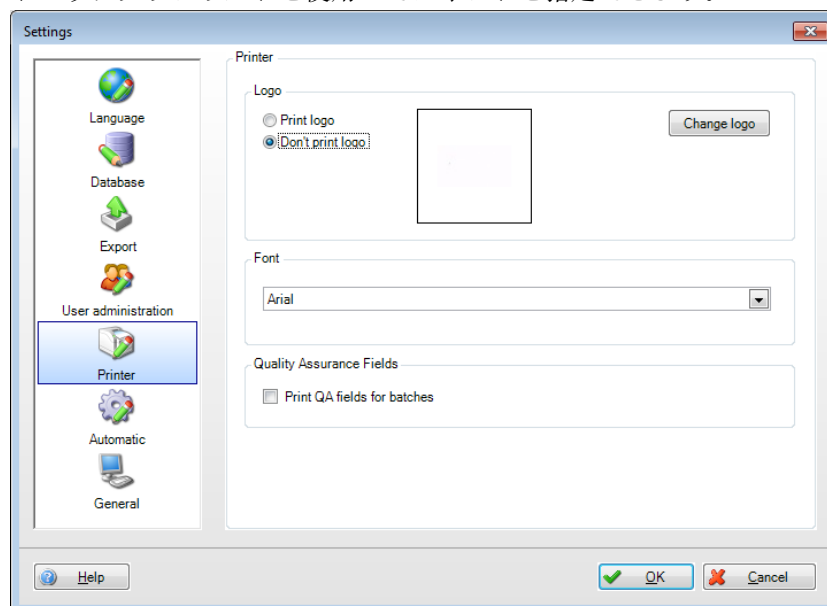 Settings
Language
Database
Export
User administration
Printer
Automatic
General
Printer
Logo
Print logo
Don't print logo
Change logo
Font
Arial
Quality Assurance Fields
Print QA fields for batches
Help
OK
Cancel